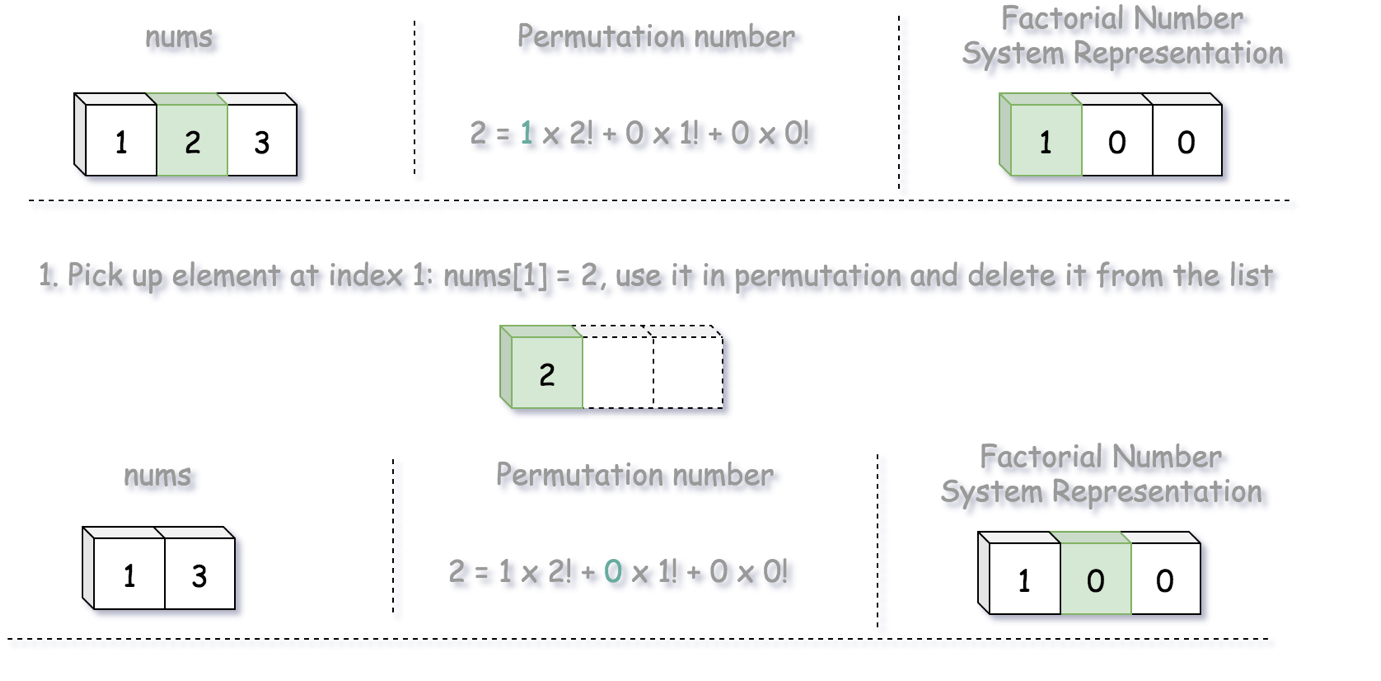 nums
Permutation number
Factorial Number
System Representation
1 2 3
2 = 1 x 2! + 0 x 1! + 0 x 0!
1 0 0
1. Pick up element at index 1: nums[1] = 2, use it in permutation and delete it from the list
2
nums
Permutation number
Factorial Number
System Representation
1 3
2 = 1 x 2! + 0 x 1! + 0 x 0!
1 0 0